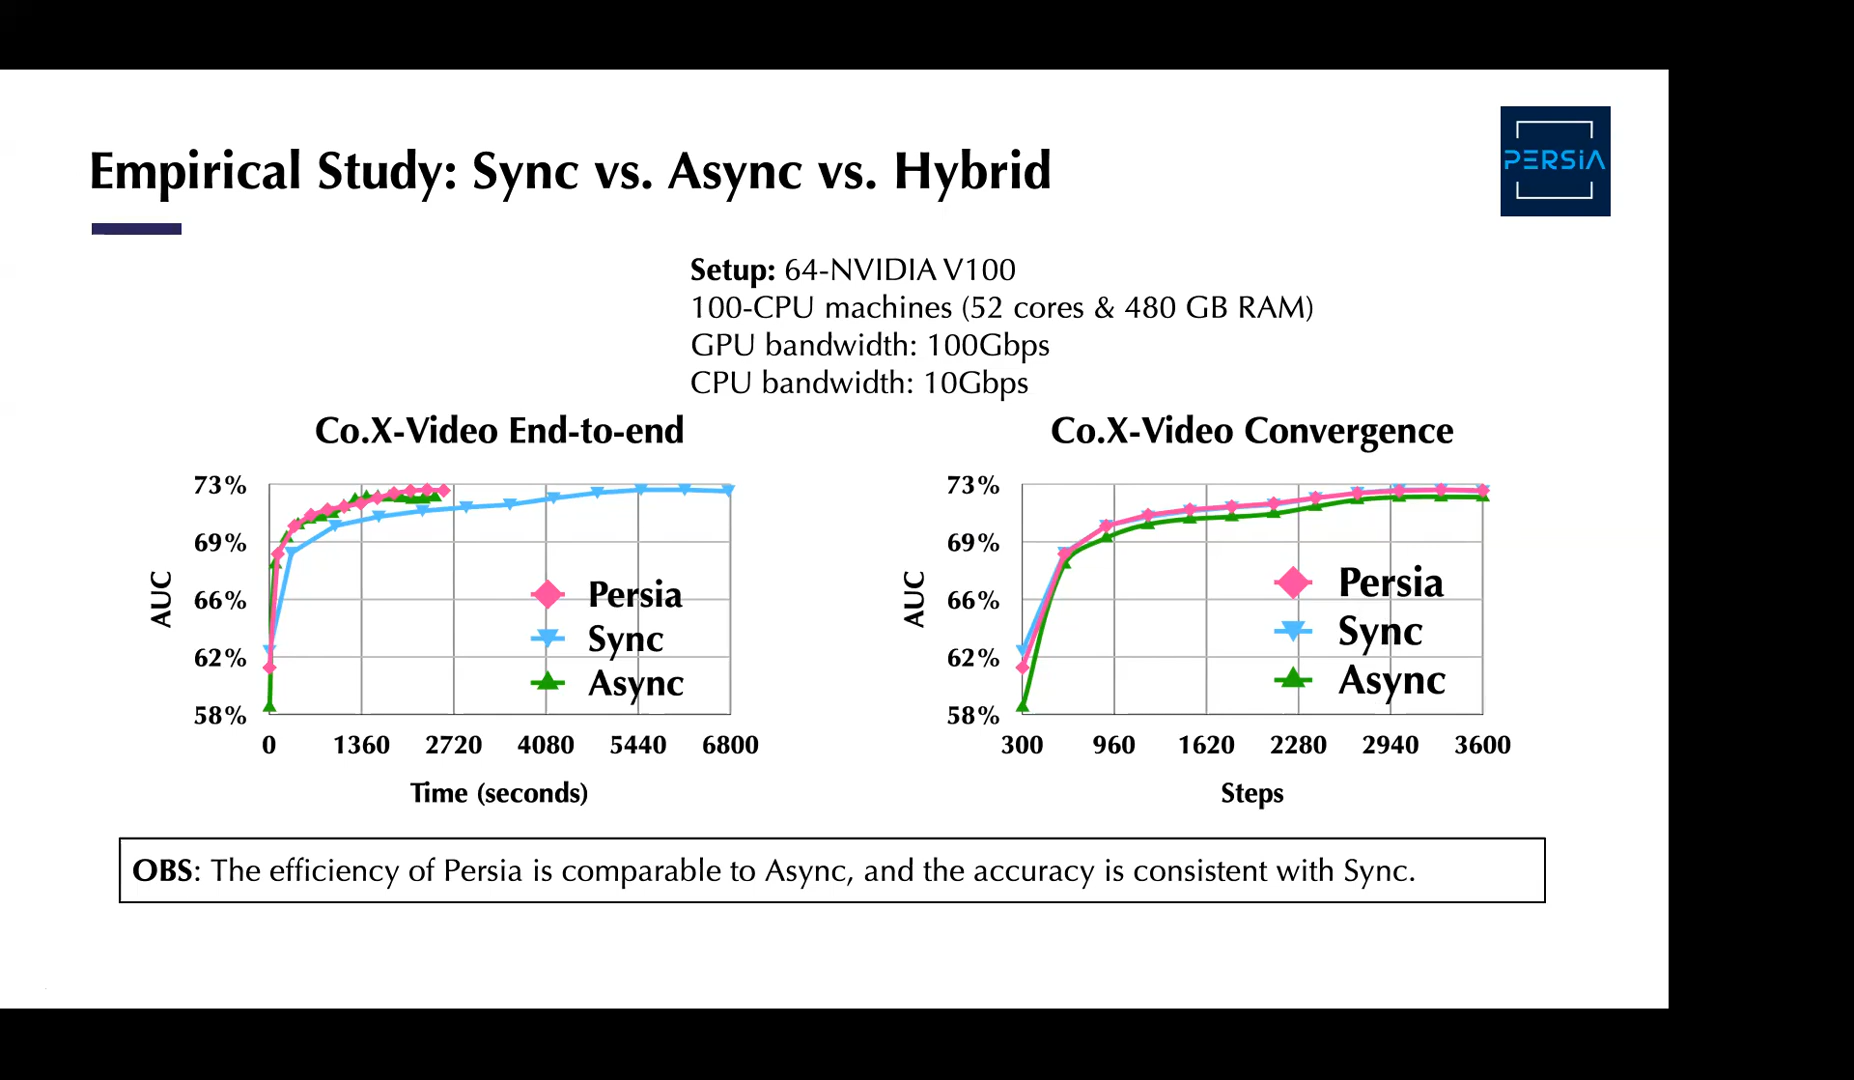 Empirical Study: Sync vs. Async vs. Hybrid
PERSiA
Setup: 64-NVIDIA V100
100-CPU machines (52 cores & 480 GB RAM)
GPU bandwidth: 100Gbps
CPU bandwidth: 10Gbps
Co.X-Video End-to-end
73%
69%
66%
62%
58%
AUC
Persia
Sync
Async
0 1360 2720 4080 5440 6800
Time (seconds)
Co.X-Video Convergence
73%
69%
66%
62%
58%
AUC
Persia
Sync
Async
300 960 1620 2280 2940 3600
Steps
OBS: The efficiency of Persia is comparable to Async, and the accuracy is consistent with Sync.